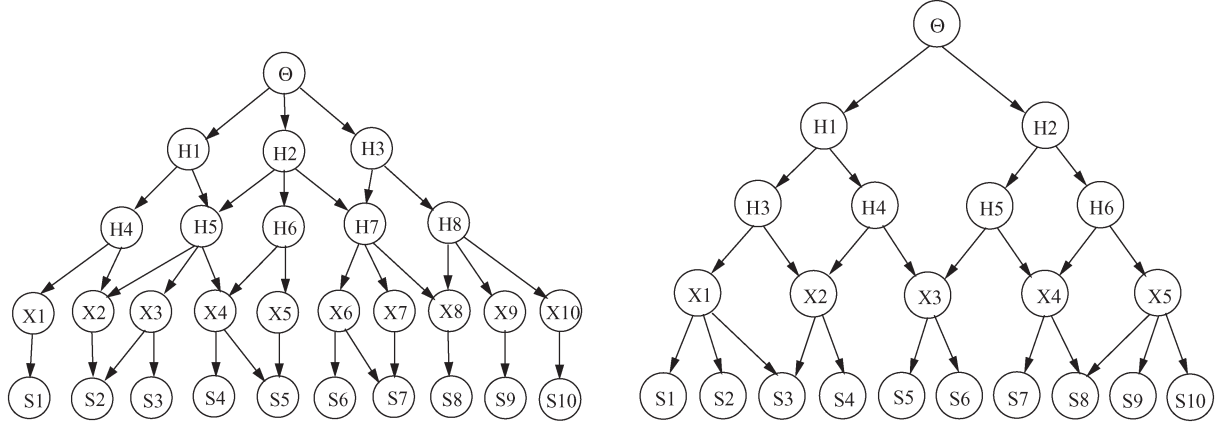 Θ
H1 H2 H3
H4 H5 H6 H7 H8
X1 X2 X3 X4 X5 X6 X7 X8 X9 X10
S1 S2 S3 S4 S5 S6 S7 S8 S9 S10
Θ
H1 H2
H3 H4 H5 H6
X1 X2 X3 X4 X5
S1 S2 S3 S4 S5 S6 S7 S8 S9 S10